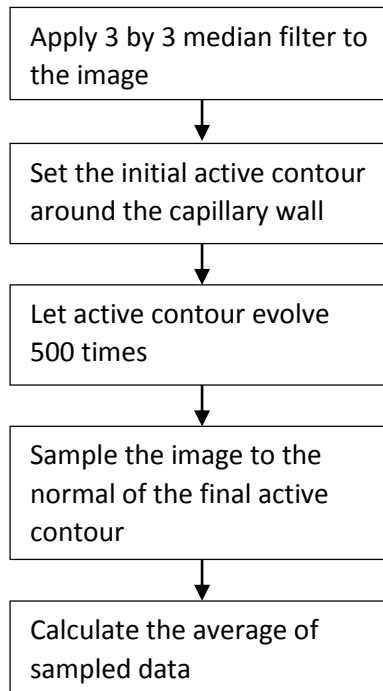 Apply 3 by 3 median filter to
the image
Set the initial active contour
around the capillary wall
Let active contour evolve
500 times
Sample the image to the
normal of the final active
contour
Calculate the average of
sampled data